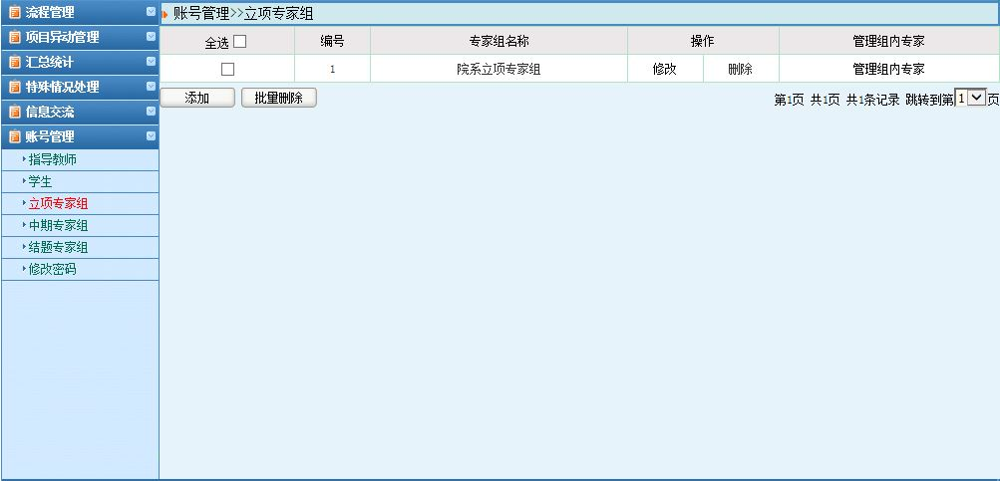 流程管理
项目异动管理
汇总统计
特殊情况处理
信息交流
账号管理
指导教师
学生
立项专家组
中期专家组
结题专家组
修改密码
账号管理>>立项专家组
全选 编号 专家组名称 操作 管理组内专家
1 院系立项专家组 修改 删除 管理组内专家
添加 批量删除 第1页 共1页 共1条记录 跳转到第1页